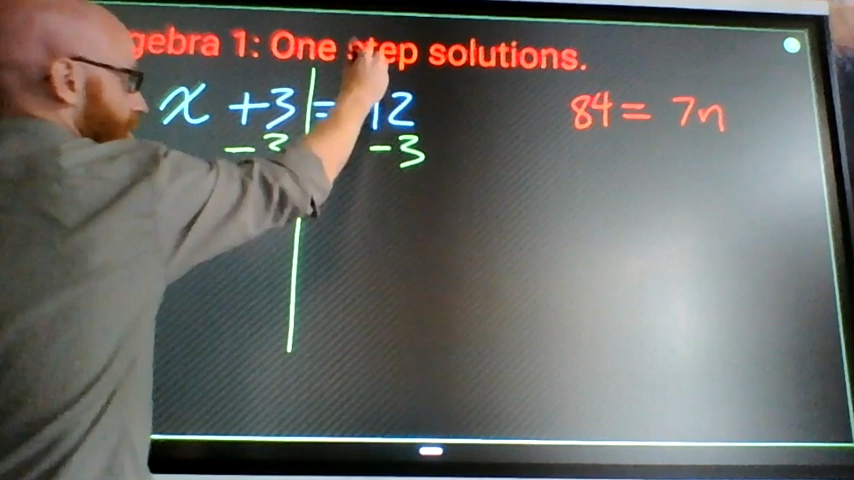 gebra 1: One step solutions.
x +3 = 12 84 = 7n
- 3 - 3